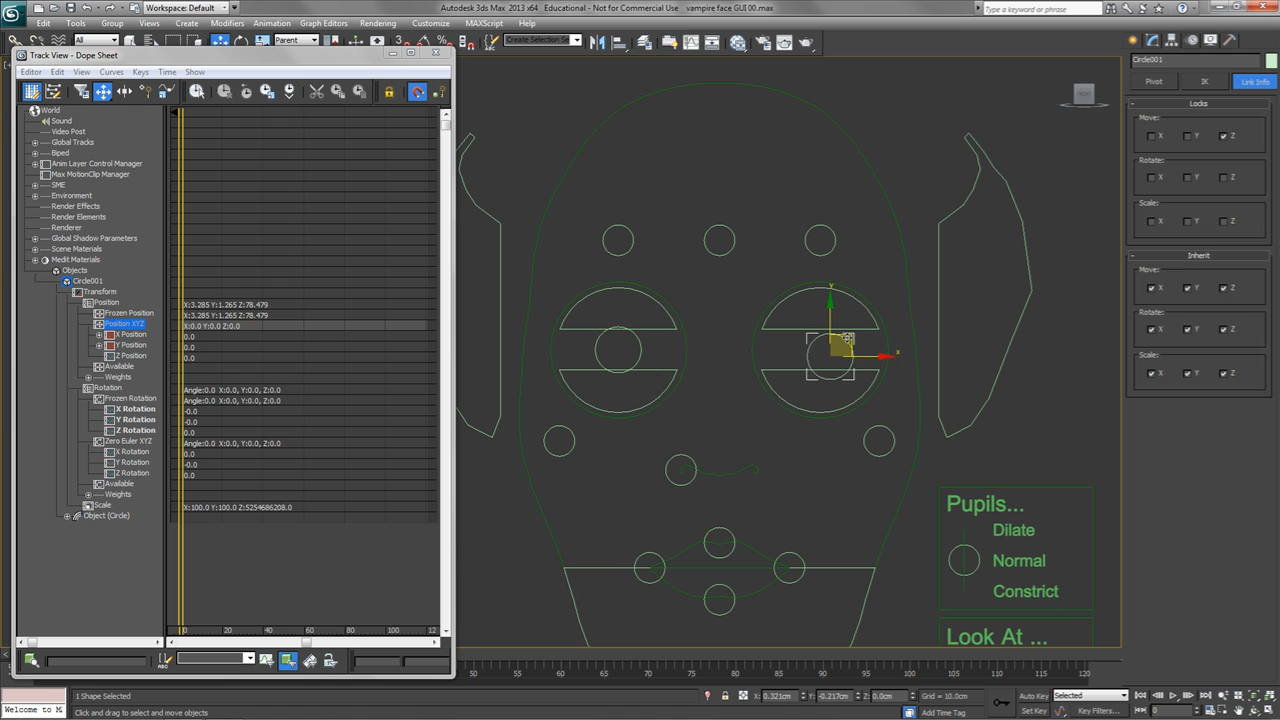 Workspace: Default
Autodesk 3ds Max 2013 x64 Educational - Not for Commercial Use vampire face GUI 00.max
Type a keyword or phrase
Edit Tools Group Views Create Modifiers Animation Graph Editors Rendering Customize MAXScript Help
All Parent Create Selection Se
Track View - Dope Sheet
Editor Edit View Curves Keys Time Show
World
Sound
Video Post
Global Tracks
Biped
Anim Layer Control Manager
Max MotionClip Manager
SME
Environment
Render Effects
Render Elements
Renderer
Global Shadow Parameters
Scene Materials
Medit Materials
Objects
Circle001
Transform
Position X:3.285 Y:1.265 Z:78.479
Frozen Position X:3.285 Y:1.265 Z:78.479
Position XYZ X:0.0 Y:0.0 Z:0.0
X Position 0.0
Y Position 0.0
Z Position 0.0
Available
Weights
Rotation Angle:0.0 X:0.0, Y:0.0, Z:0.0
Frozen Rotation Angle:0.0 X:0.0, Y:0.0, Z:0.0
X Rotation -0.0
Y Rotation -0.0
Z Rotation 0.0
Zero Euler XYZ Angle:0.0 X:0.0, Y:0.0, Z:0.0
X Rotation 0.0
Y Rotation -0.0
Z Rotation 0.0
Available
Weights
Scale X:100.0 Y:100.0 Z:5254686208.0
Object (Circle)
0 20 40 60 80 100 12
ABC
y
x
FRONT
Pupils...
Dilate
Normal
Constrict
Look At ...
Circle001
Pivot IK Link Info
Locks
Move: X Y Z
Rotate: X Y Z
Scale: X Y Z
Inherit
Move: X Y Z
Rotate: X Y Z
Scale: X Y Z
65 70 75 80 85 90 95 100 105 110 115 120
1 Shape Selected
X: 0.321cm Y: -0.217cm Z: 0.0cm Grid = 10.0cm
Auto Key Selected
Welcome to M
Click and drag to select and move objects
Add Time Tag
Set Key Key Filters... 0